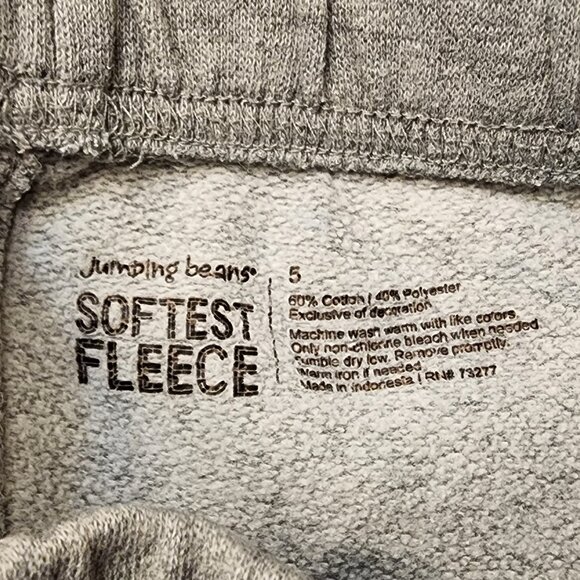 Jumping beans®
SOFTEST
FLEECE
5
60% Cotton / 40% Polyester
Exclusive of decoration
Machine wash warm with like colors.
Only non-chlorine bleach when needed.
Tumble dry low. Remove promptly.
Warm iron if needed.
Made in Indonesia | RN# 73277